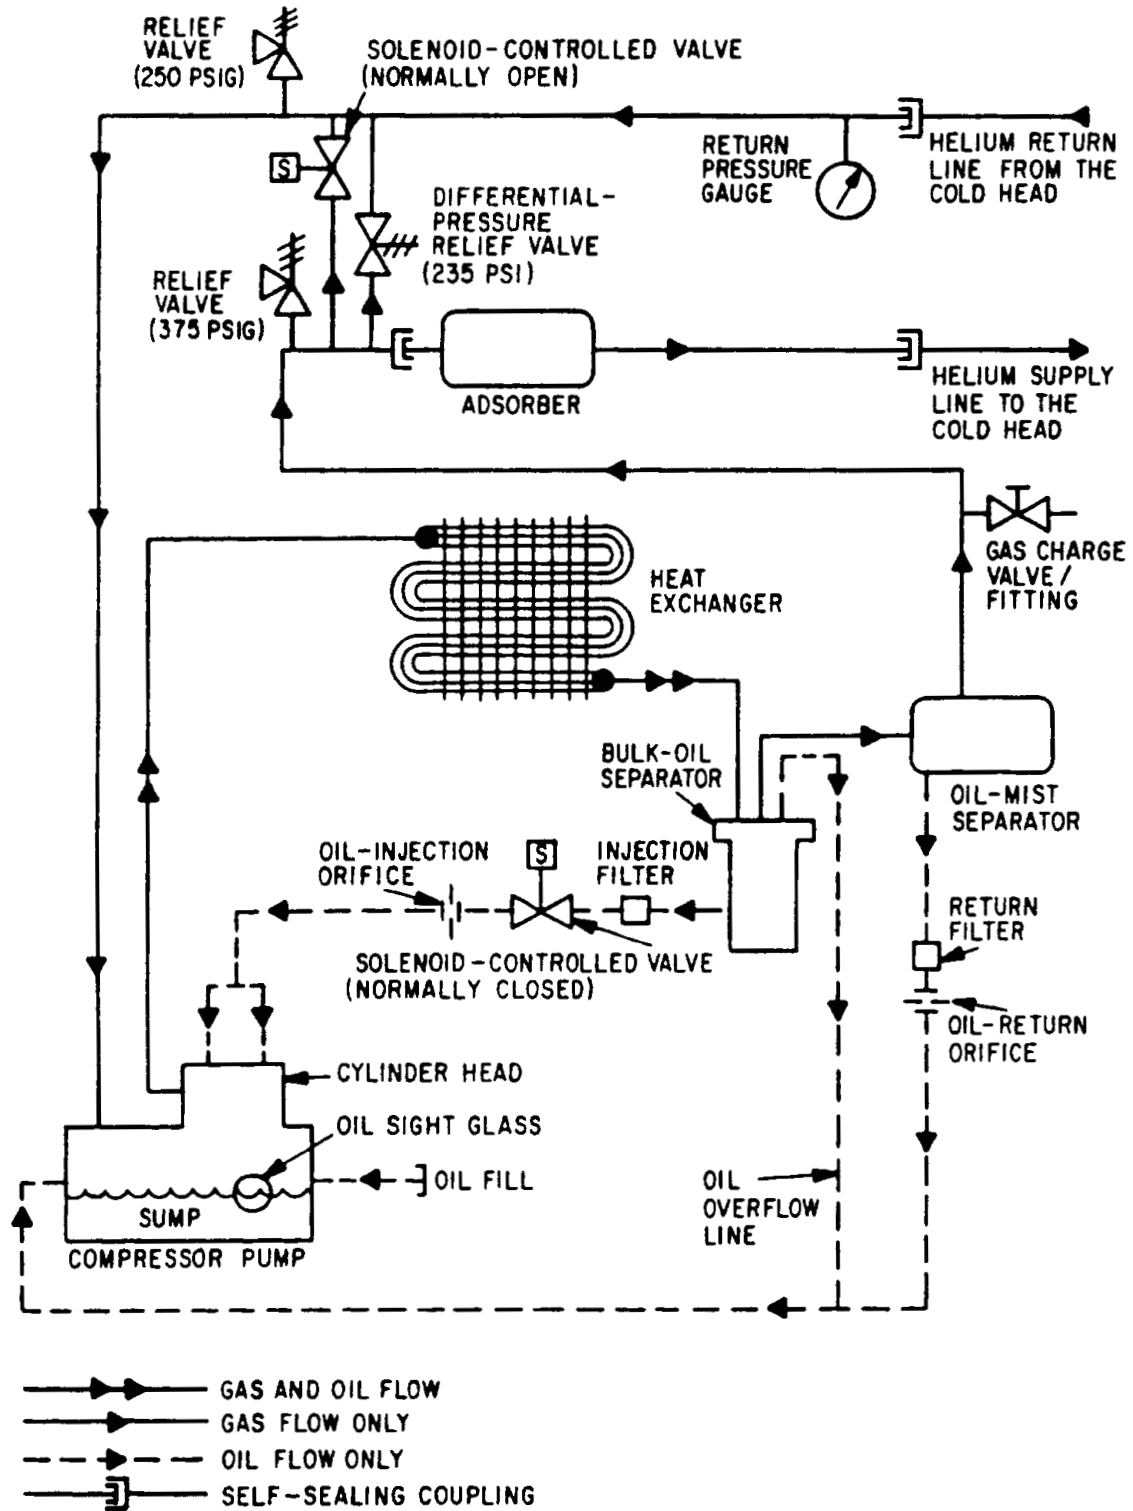 RELIEF
VALVE
(250 PSIG)
SOLENOID-CONTROLLED VALVE
(NORMALLY OPEN)
S
RETURN
PRESSURE
GAUGE
HELIUM RETURN
LINE FROM THE
COLD HEAD
DIFFERENTIAL-
PRESSURE
RELIEF VALVE
(235 PSI)
RELIEF
VALVE
(375 PSIG)
ADSORBER
HELIUM SUPPLY
LINE TO THE
COLD HEAD
GAS CHARGE
VALVE/
FITTING
HEAT
EXCHANGER
BULK-OIL
SEPARATOR
OIL-MIST
SEPARATOR
OIL-INJECTION
ORIFICE
S
INJECTION
FILTER
SOLENOID-CONTROLLED VALVE
(NORMALLY CLOSED)
RETURN
FILTER
OIL-RETURN
ORIFICE
CYLINDER HEAD
OIL SIGHT GLASS
OIL FILL
OIL
OVERFLOW
LINE
SUMP
COMPRESSOR PUMP
GAS AND OIL FLOW
GAS FLOW ONLY
OIL FLOW ONLY
SELF-SEALING COUPLING